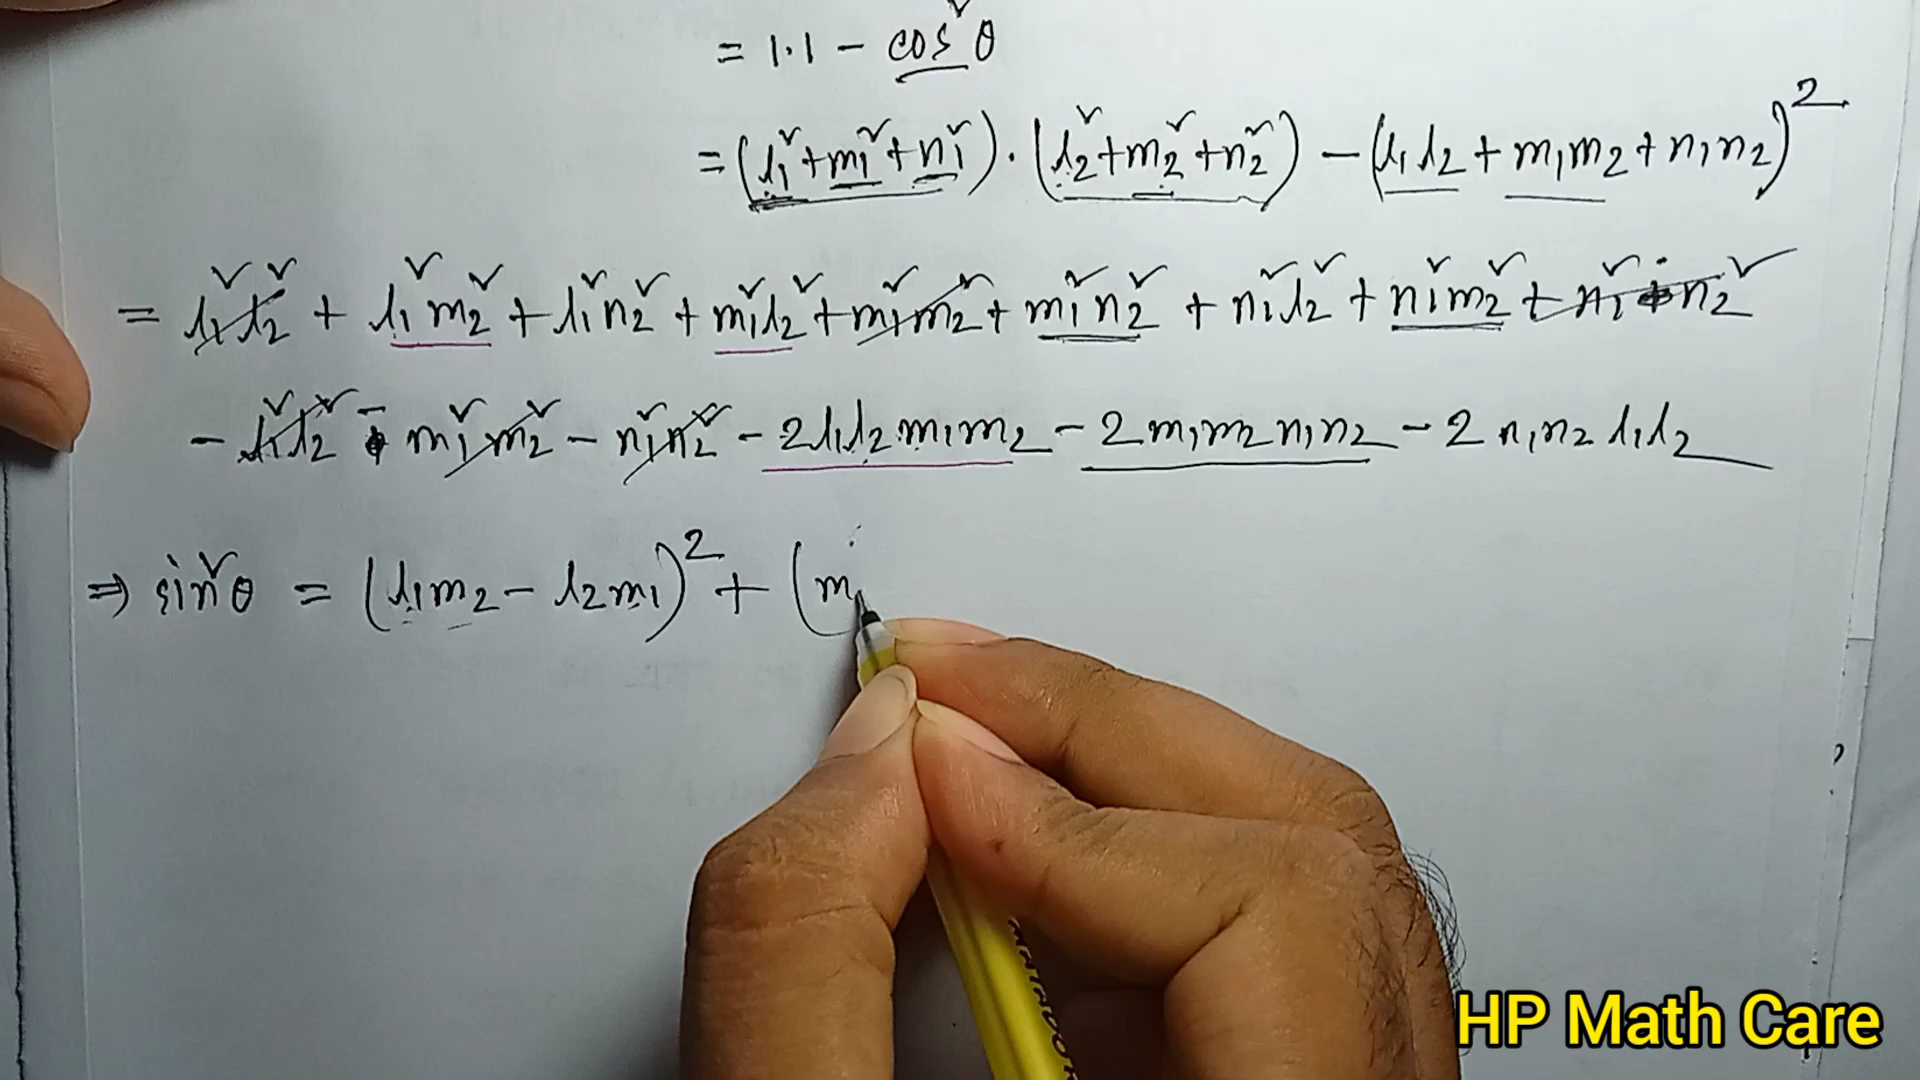 = 1·1 − cos²θ
= (l₁² + m₁² + n₁²) · (l₂² + m₂² + n₂²) − (l₁l₂ + m₁m₂ + n₁n₂)²
= l₁²l₂² + l₁²m₂² + l₁²n₂² + m₁²l₂² + m₁²m₂² + m₁²n₂² + n₁²l₂² + n₁²m₂² + n₁²n₂²
− l₁²l₂² − m₁²m₂² − n₁²n₂² − 2l₁l₂m₁m₂ − 2m₁m₂n₁n₂ − 2n₁n₂l₁l₂
⇒ sin²θ = (l₁m₂ − l₂m₁)² + (m₁
HP Math Care